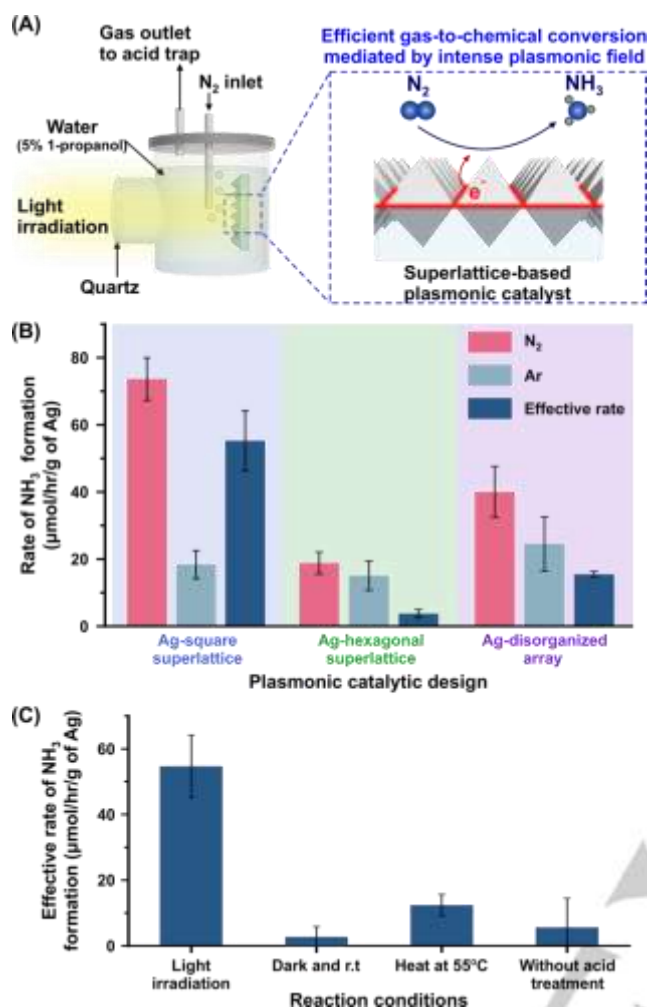 (A)
Gas outlet
to acid trap
N2 inlet
Water
(5% 1-propanol)
Light
irradiation
Quartz
Efficient gas-to-chemical conversion
mediated by intense plasmonic field
N2
NH3
e-
Superlattice-based
plasmonic catalyst
(B)
Rate of NH3 formation
(μmol/hr/g of Ag)
80
60
40
20
0
N2
Ar
Effective rate
Ag-square
superlattice
Ag-hexagonal
superlattice
Ag-disorganized
array
Plasmonic catalytic design
(C)
Effective rate of NH3
formation (μmol/hr/g of Ag)
60
40
20
0
Light
irradiation
Dark and r.t
Heat at 55°C
Without acid
treatment
Reaction conditions